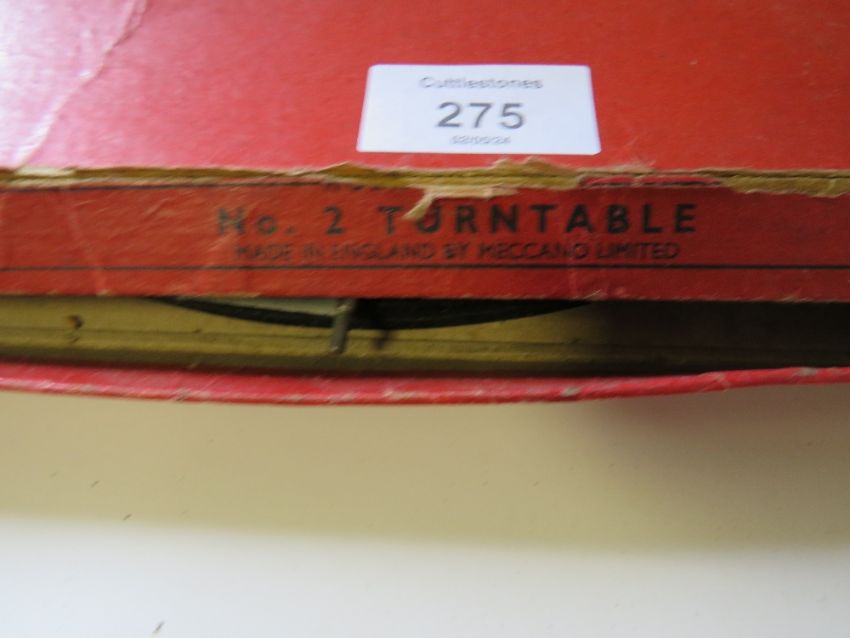 Cuttlestones
275
No. 2 TURNTABLE
MADE IN ENGLAND BY MECCANO LIMITED